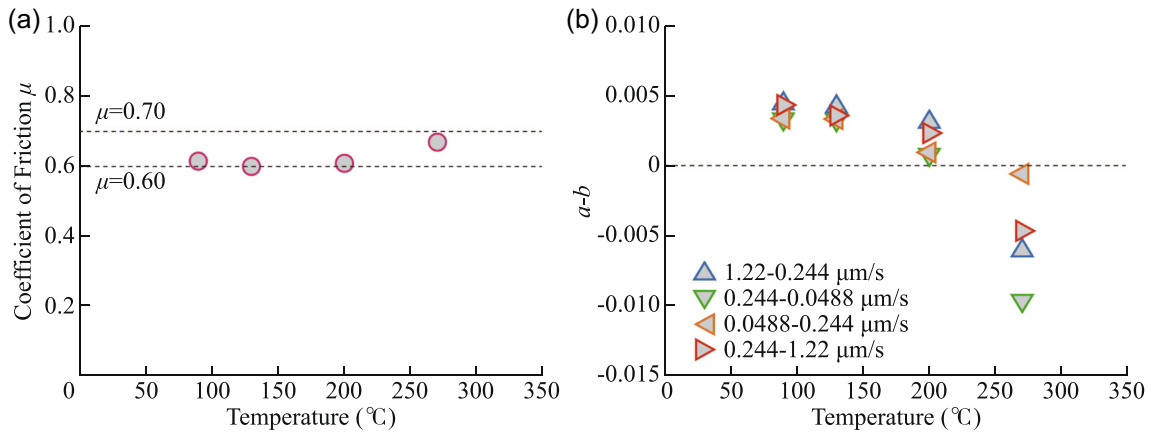 (a)
1.0
0.8
0.6
0.4
0.2
0
50
100
150
200
250
300
350
μ=0.70
μ=0.60
Coefficient of Friction μ
Temperature (℃)
(b)
0.010
0.005
0
-0.005
-0.010
-0.015
0
50
100
150
200
250
300
350
a-b
1.22-0.244 μm/s
0.244-0.0488 μm/s
0.0488-0.244 μm/s
0.244-1.22 μm/s
Temperature (℃)